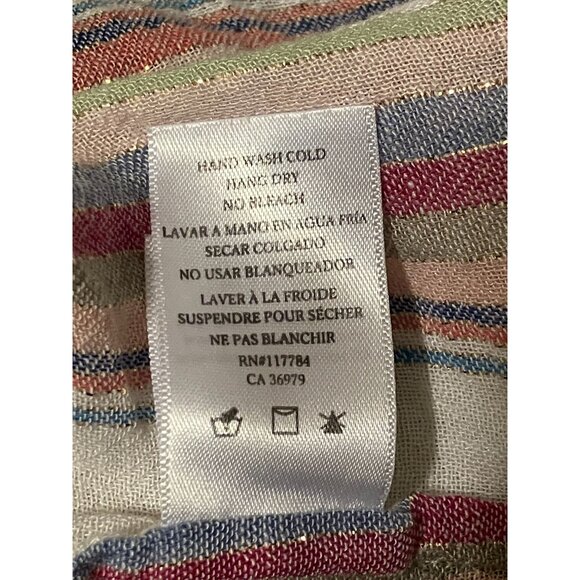 HAND WASH COLD
HANG DRY
NO BLEACH
LAVAR A MANO EN AGUA FRÍA
SECAR COLGADO
NO USAR BLANQUEADOR
LAVER À LA FROIDE
SUSPENDRE POUR SÉCHER
NE PAS BLANCHIR
RN#117784
CA 36979